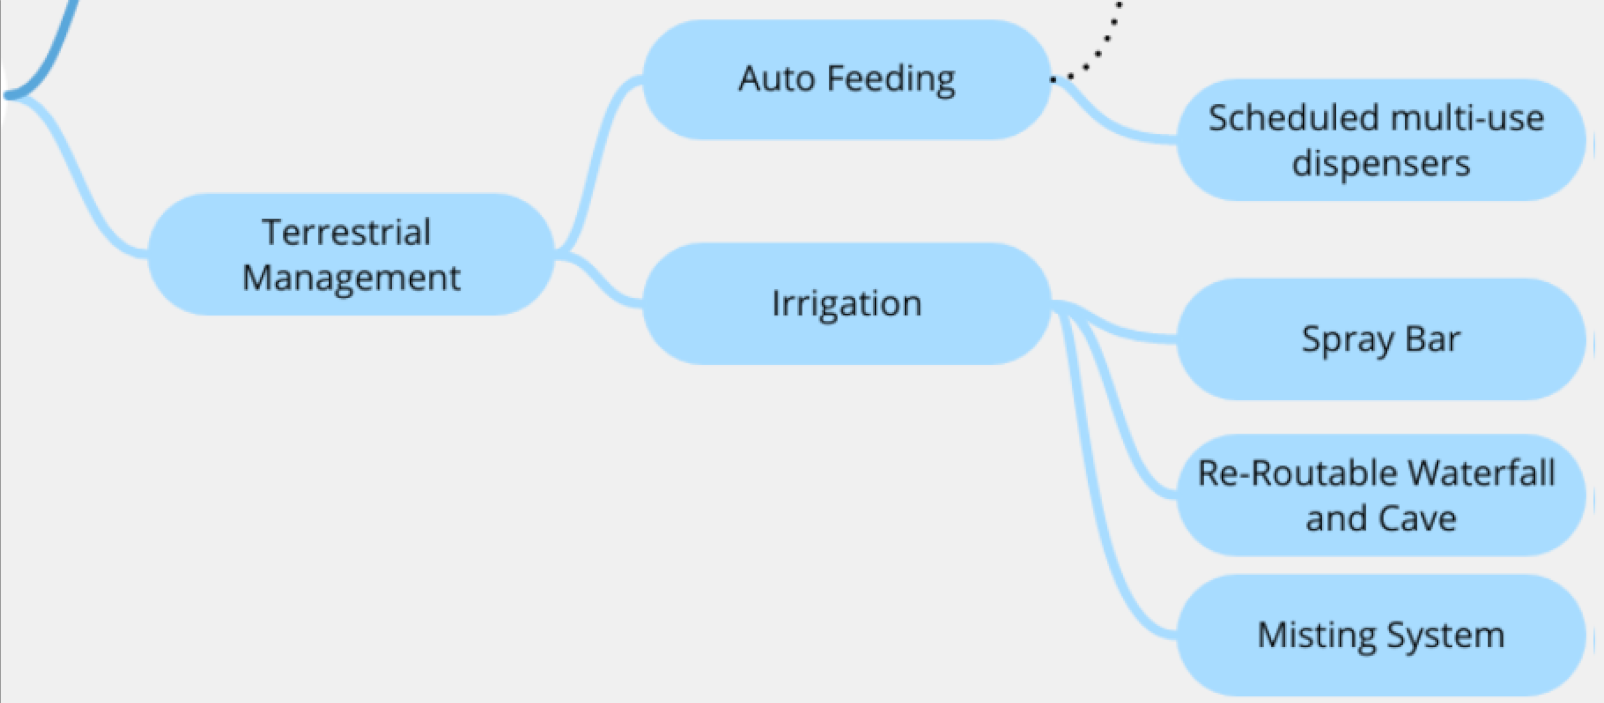 Auto Feeding
Scheduled multi-use
dispensers
Terrestrial
Management
Irrigation
Spray Bar
Re-Routable Waterfall
and Cave
Misting System